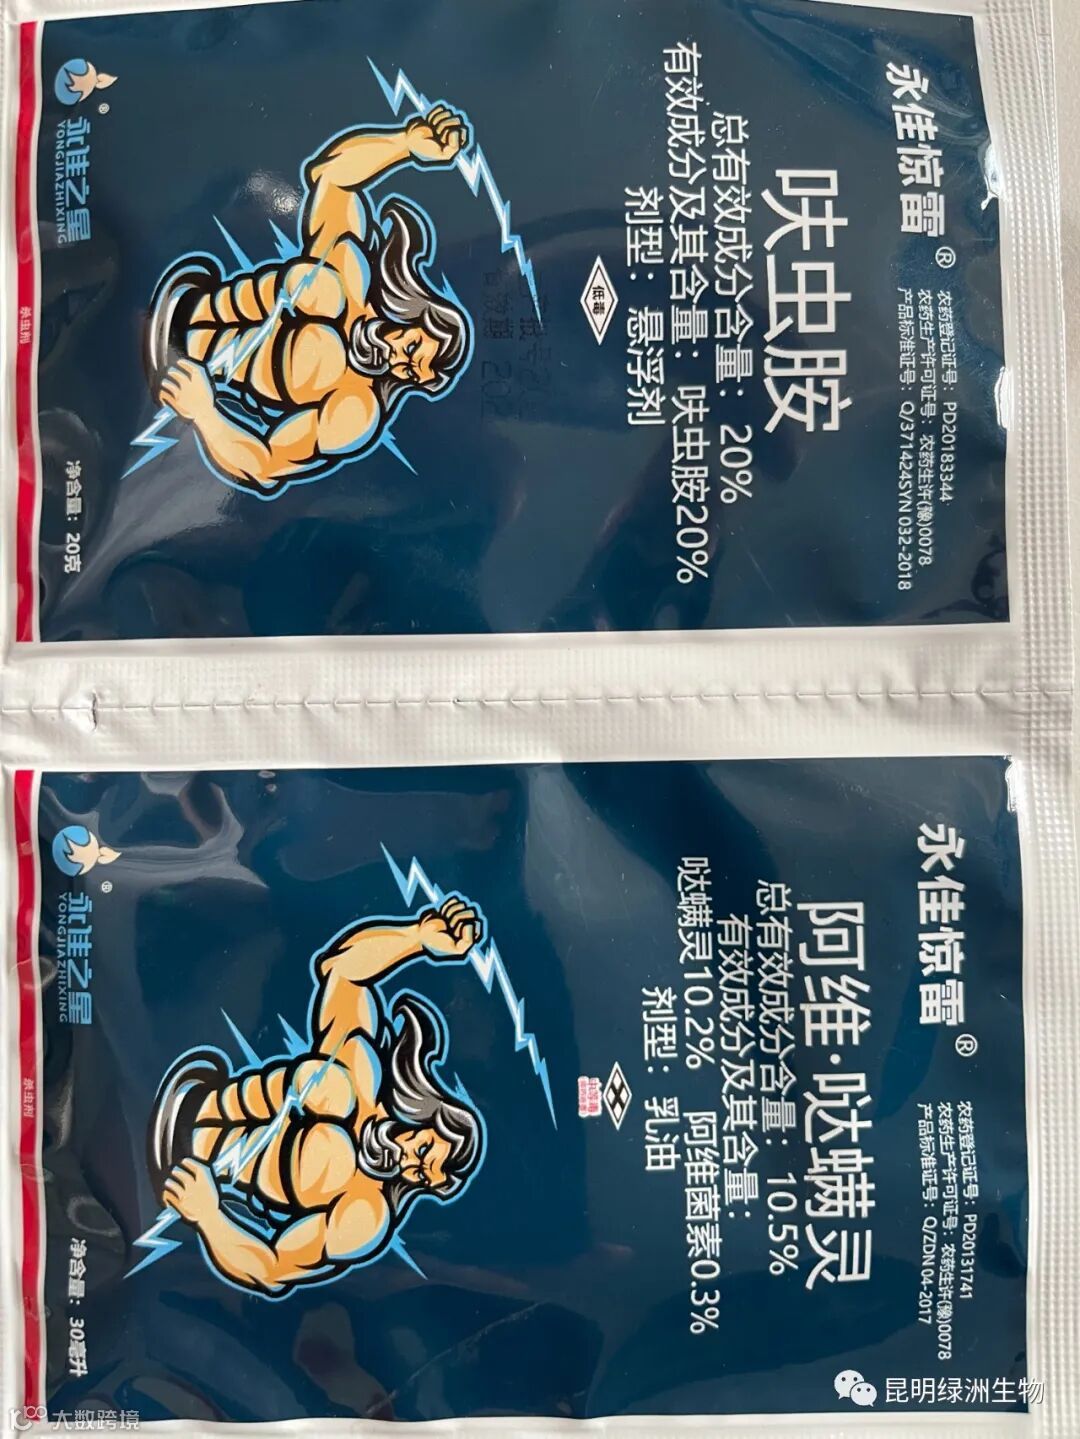 永佳惊雷®
农药登记证号：PD20183344
农药生产许可证号：农药生许(豫)0078
产品标准证号：Q/371424SYN 032-2018
呋虫胺
总有效成分含量：20%
有效成分及其含量：呋虫胺20%
剂型：悬浮剂
低毒
有效期 202
永佳之星®
YONGJIAZHIXING
净含量：20克
杀虫剂
永佳惊雷®
农药登记证号：PD20131741
农药生产许可证号：农药生许(豫)0078
产品标准证号：Q/ZDN 04-2017
阿维·哒螨灵
总有效成分含量：10.5%
有效成分及其含量：
哒螨灵10.2% 阿维菌素0.3%
剂型：乳油
中等毒
永佳之星®
YONGJIAZHIXING
净含量：30毫升
杀虫剂
昆明绿洲生物
大数跨境